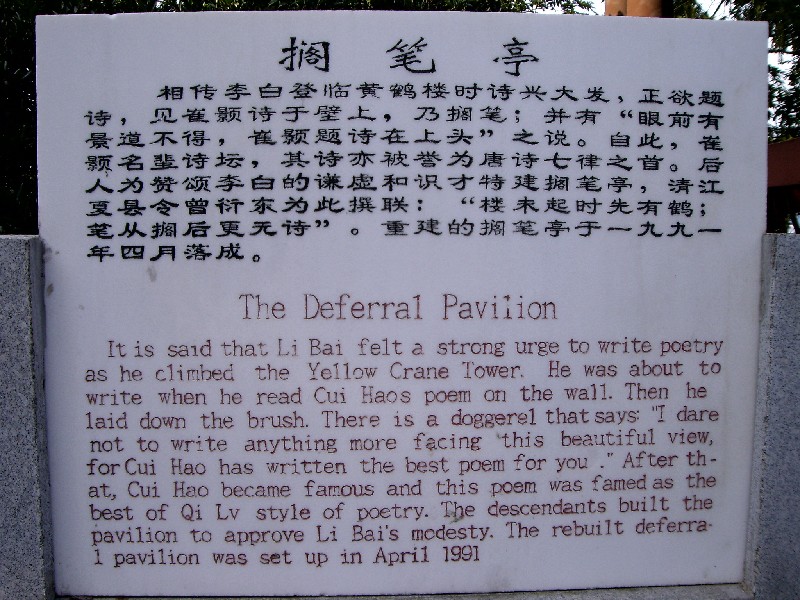 搁笔亭
相传李白登临黄鹤楼时诗兴大发，正欲题
诗，见崔颢诗于壁上，乃搁笔；并有“眼前有
景道不得，崔颢题诗在上头”之说。自此，崔
颢名辈诗坛，其诗亦被誉为唐诗七律之首。后
人为赞颂李白的谦虚和识才特建搁笔亭，清江
夏县令曾衍东为此撰联：“楼未起时先有鹤；
笔从搁后更无诗”。重建的搁笔亭于一九九一
年四月落成。
The Deferral Pavilion
It is said that Li Bai felt a strong urge to write poetry
as he climbed the Yellow Crane Tower. He was about to
write when he read Cui Haos poem on the wall. Then he
laid down the brush. There is a doggerel that says: "I dare
not to write anything more facing this beautiful view,
for Cui Hao has written the best poem for you ." After th-
at, Cui Hao became famous and this poem was famed as the
best of Qi Lv style of poetry. The descendants built the
pavilion to approve Li Bai's modesty. The rebuilt deferra-
l pavilion was set up in April 1991